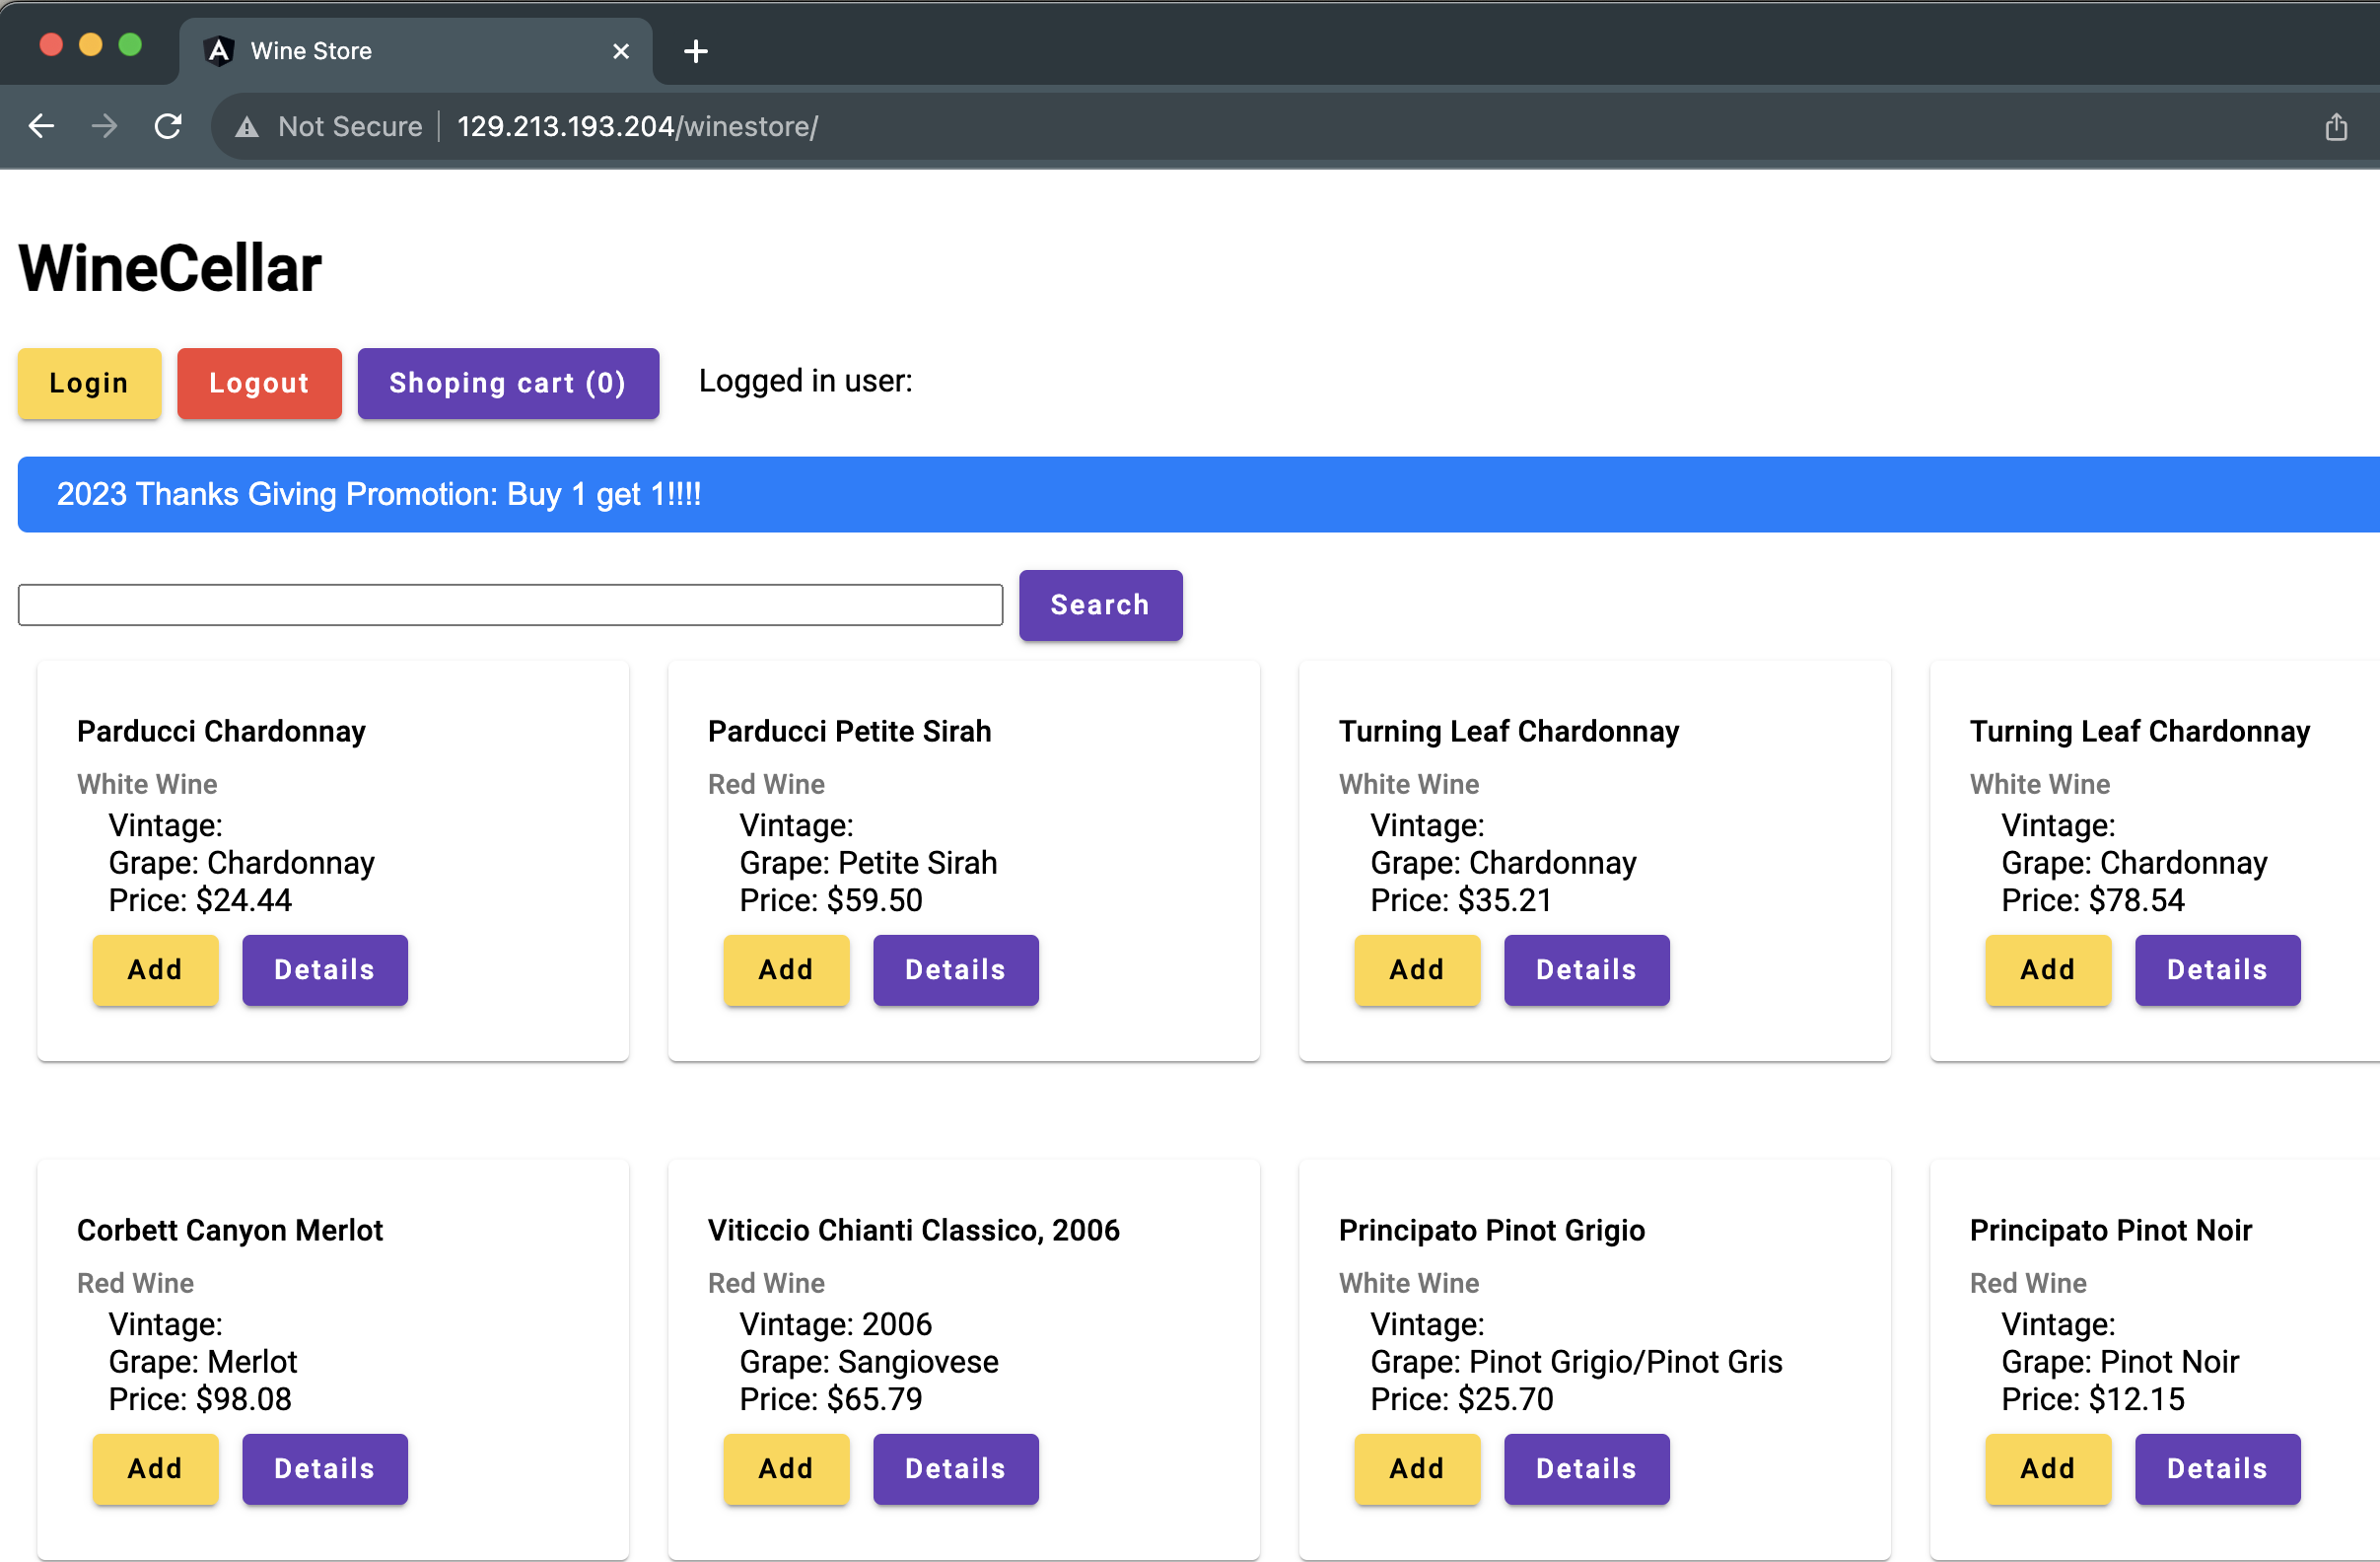 Wine Store
Not Secure 129.213.193.204/winestore/
WineCellar
Login Logout Shoping cart (0) Logged in user:
2023 Thanks Giving Promotion: Buy 1 get 1!!!!
Search
Parducci Chardonnay
White Wine
Vintage:
Grape: Chardonnay
Price: $24.44
Add Details
Parducci Petite Sirah
Red Wine
Vintage:
Grape: Petite Sirah
Price: $59.50
Add Details
Turning Leaf Chardonnay
White Wine
Vintage:
Grape: Chardonnay
Price: $35.21
Add Details
Turning Leaf Chardonnay
White Wine
Vintage:
Grape: Chardonnay
Price: $78.54
Add Details
Corbett Canyon Merlot
Red Wine
Vintage:
Grape: Merlot
Price: $98.08
Add Details
Viticcio Chianti Classico, 2006
Red Wine
Vintage: 2006
Grape: Sangiovese
Price: $65.79
Add Details
Principato Pinot Grigio
White Wine
Vintage:
Grape: Pinot Grigio/Pinot Gris
Price: $25.70
Add Details
Principato Pinot Noir
Red Wine
Vintage:
Grape: Pinot Noir
Price: $12.15
Add Details